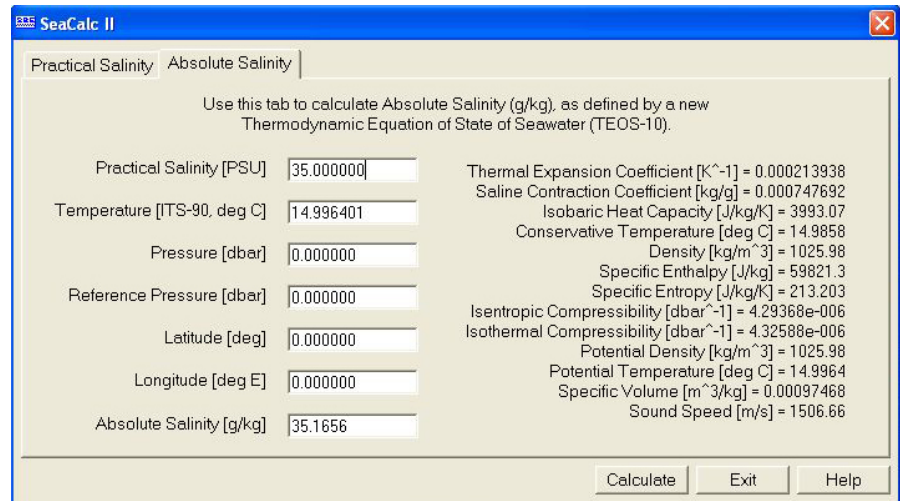 SeaCalc II
Practical Salinity
Absolute Salinity
Use this tab to calculate Absolute Salinity (g/kg), as defined by a new
Thermodynamic Equation of State of Seawater (TEOS-10).
Practical Salinity [PSU] 35.000000
Temperature [ITS-90, deg C] 14.996401
Pressure [dbar] 0.000000
Reference Pressure [dbar] 0.000000
Latitude [deg] 0.000000
Longitude [deg E] 0.000000
Absolute Salinity [g/kg] 35.1656
Thermal Expansion Coefficient [K^-1] = 0.000213938
Saline Contraction Coefficient [kg/g] = 0.000747692
Isobaric Heat Capacity [J/kg/K] = 3993.07
Conservative Temperature [deg C] = 14.9858
Density [kg/m^3] = 1025.98
Specific Enthalpy [J/kg] = 59821.3
Specific Entropy [J/kg/K] = 213.203
Isentropic Compressibility [dbar^-1] = 4.29368e-006
Isothermal Compressibility [dbar^-1] = 4.32588e-006
Potential Density [kg/m^3] = 1025.98
Potential Temperature [deg C] = 14.9964
Specific Volume [m^3/kg] = 0.00097468
Sound Speed [m/s] = 1506.66
Calculate
Exit
Help